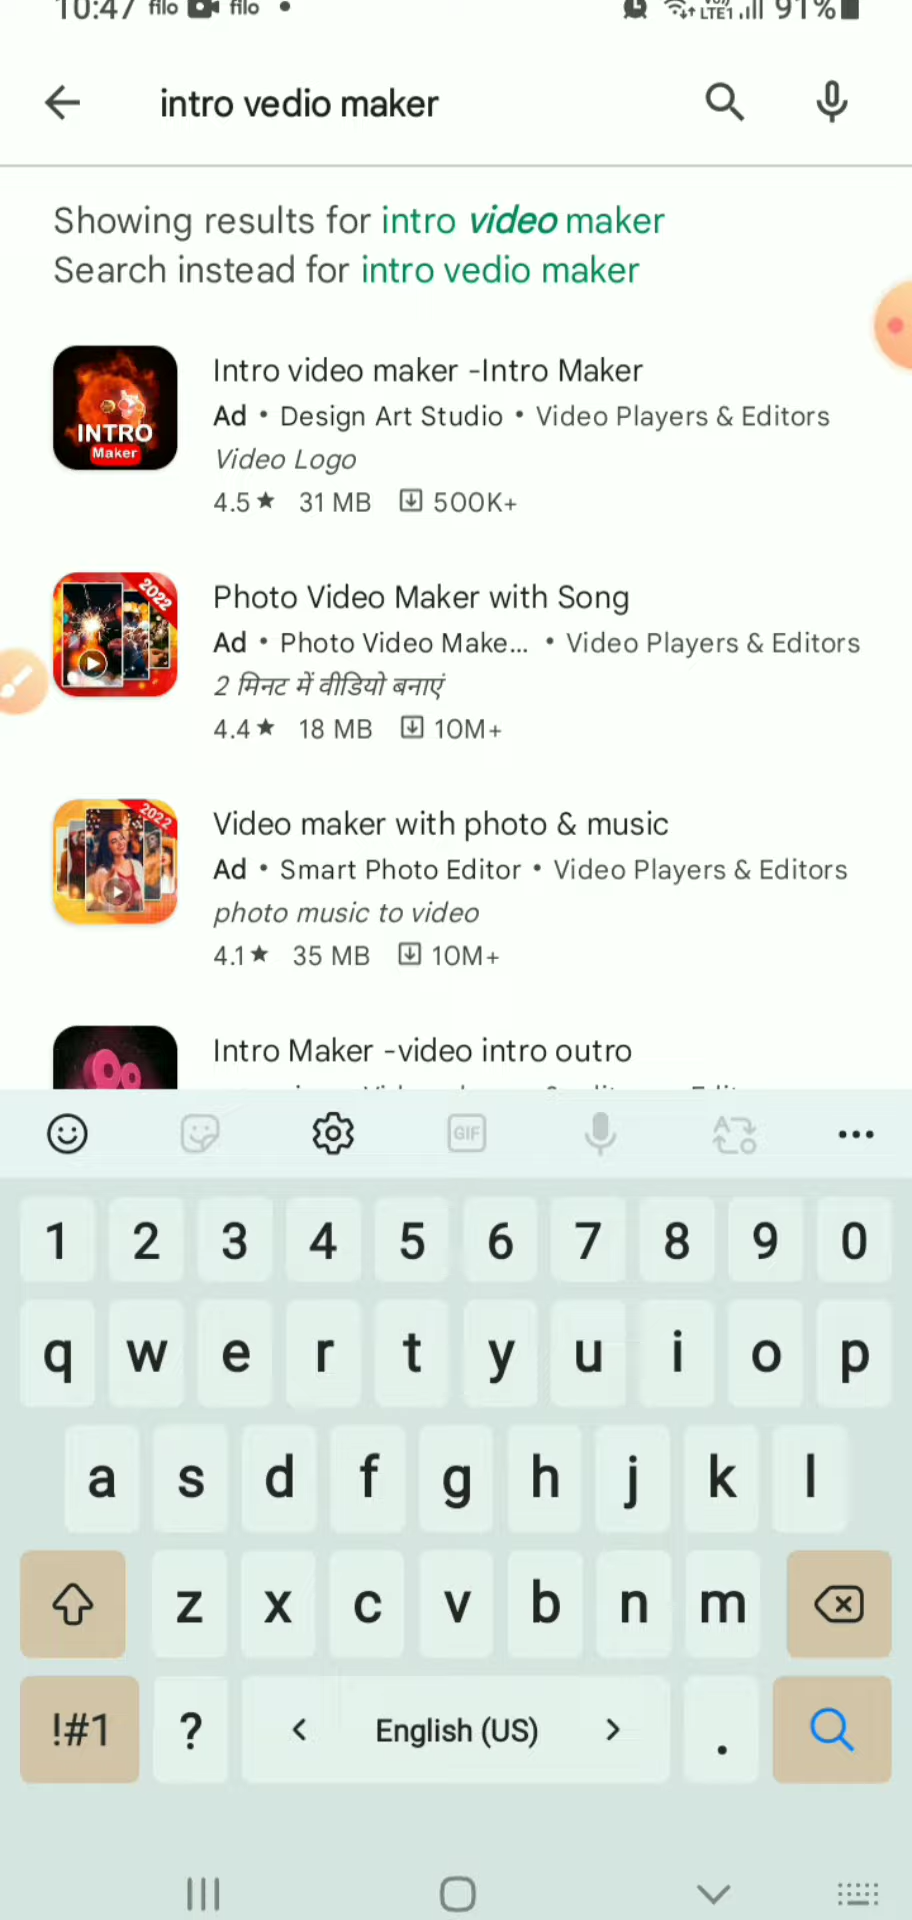 10:47 filo filo • LTE1 91%
intro vedio maker
Showing results for intro video maker
Search instead for intro vedio maker
INTRO
Maker
Intro video maker -Intro Maker
Ad • Design Art Studio • Video Players & Editors
Video Logo
4.5★ 31 MB 500K+
2022
Photo Video Maker with Song
Ad • Photo Video Make... • Video Players & Editors
2 मिनट में वीडियो बनाएं
4.4★ 18 MB 10M+
2022
Video maker with photo & music
Ad • Smart Photo Editor • Video Players & Editors
photo music to video
4.1★ 35 MB 10M+
Intro Maker -video intro outro
GIF
1 2 3 4 5 6 7 8 9 0
q w e r t y u i o p
a s d f g h j k l
z x c v b n m
!#1 ? < English (US) > .